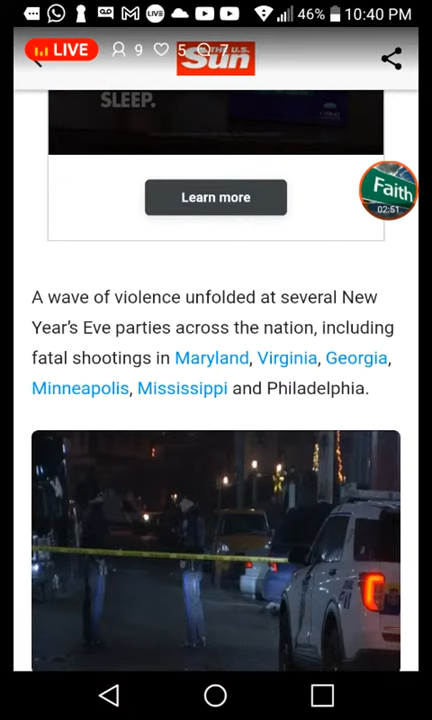 46% 10:40 PM
LIVE 9 5 7
THE U.S.
Sun
SLEEP.
Learn more
Faith
02:51
A wave of violence unfolded at several New
Year's Eve parties across the nation, including
fatal shootings in Maryland, Virginia, Georgia,
Minneapolis, Mississippi and Philadelphia.